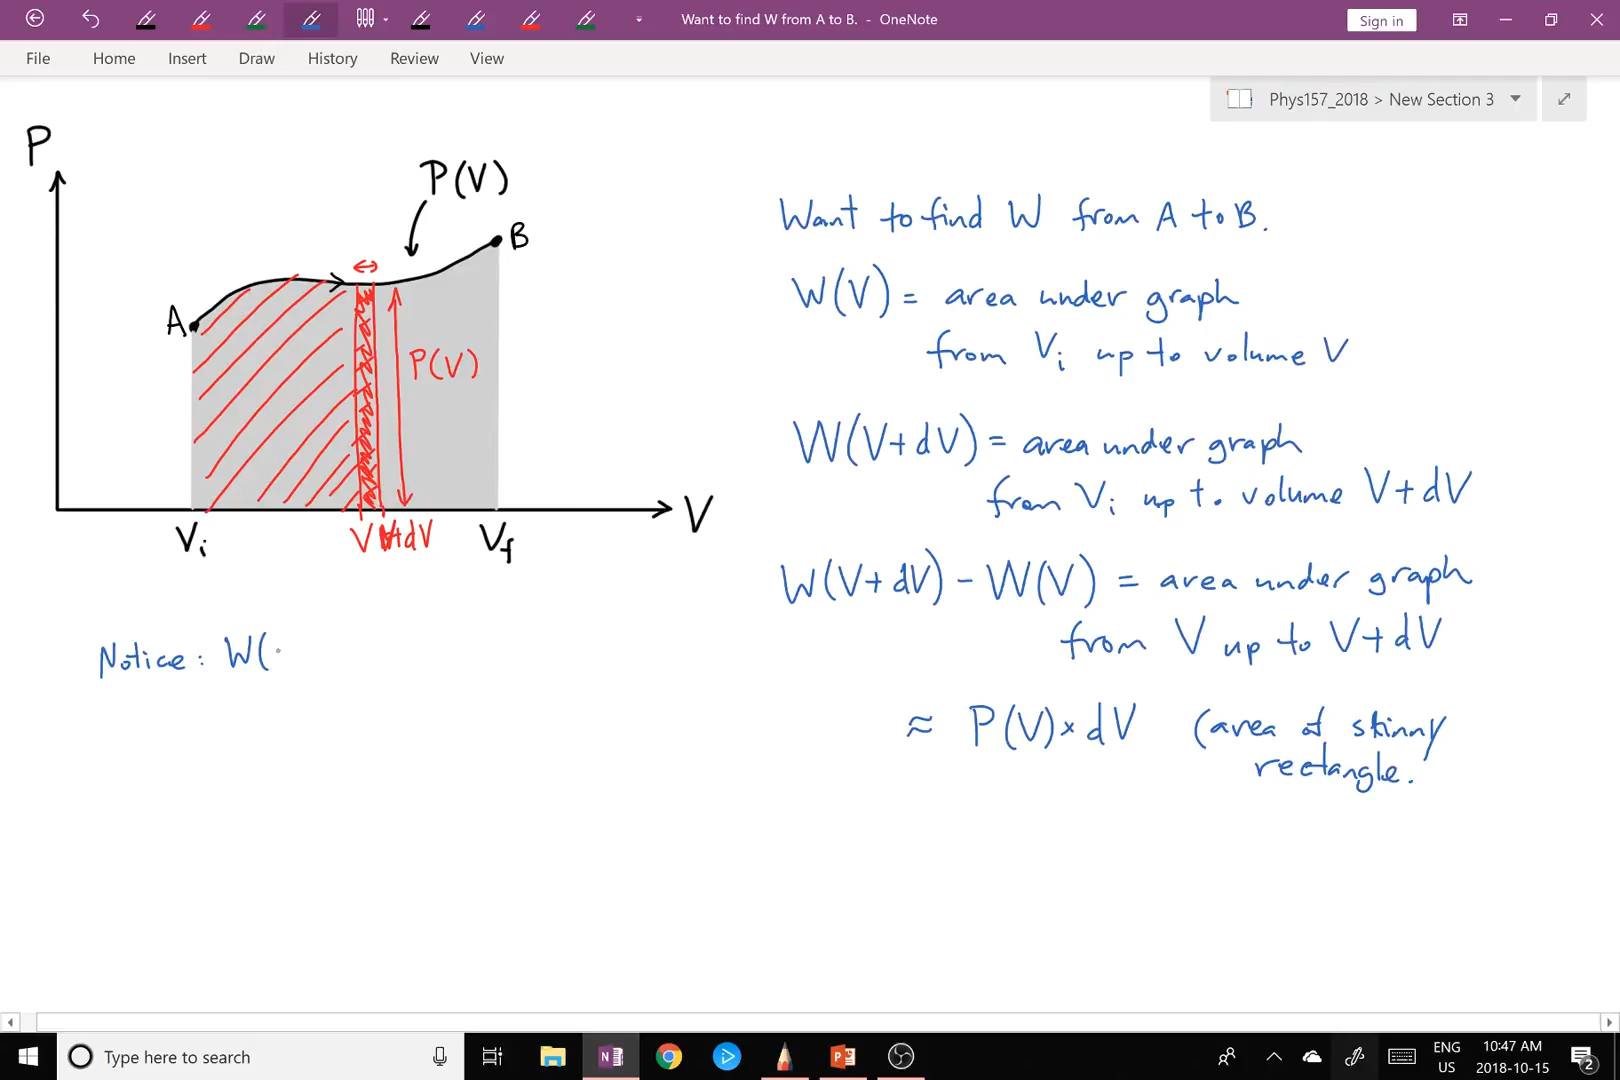 Want to find W from A to B. - OneNote
Sign in
File Home Insert Draw History Review View
Phys157_2018 > New Section 3
P
P(V)
B
A
P(V)
V
Vi
V
V+dV
Vf
Want to find W from A to B.
W(V) = area under graph
from Vi up to volume V
W(V+dV) = area under graph
from Vi up to volume V+dV
W(V+dV) - W(V) = area under graph
from V up to V+dV
≈ P(V)×dV (area of skinny
rectangle.
Notice: W(
Type here to search
ENG
US
10:47 AM
2018-10-15
2